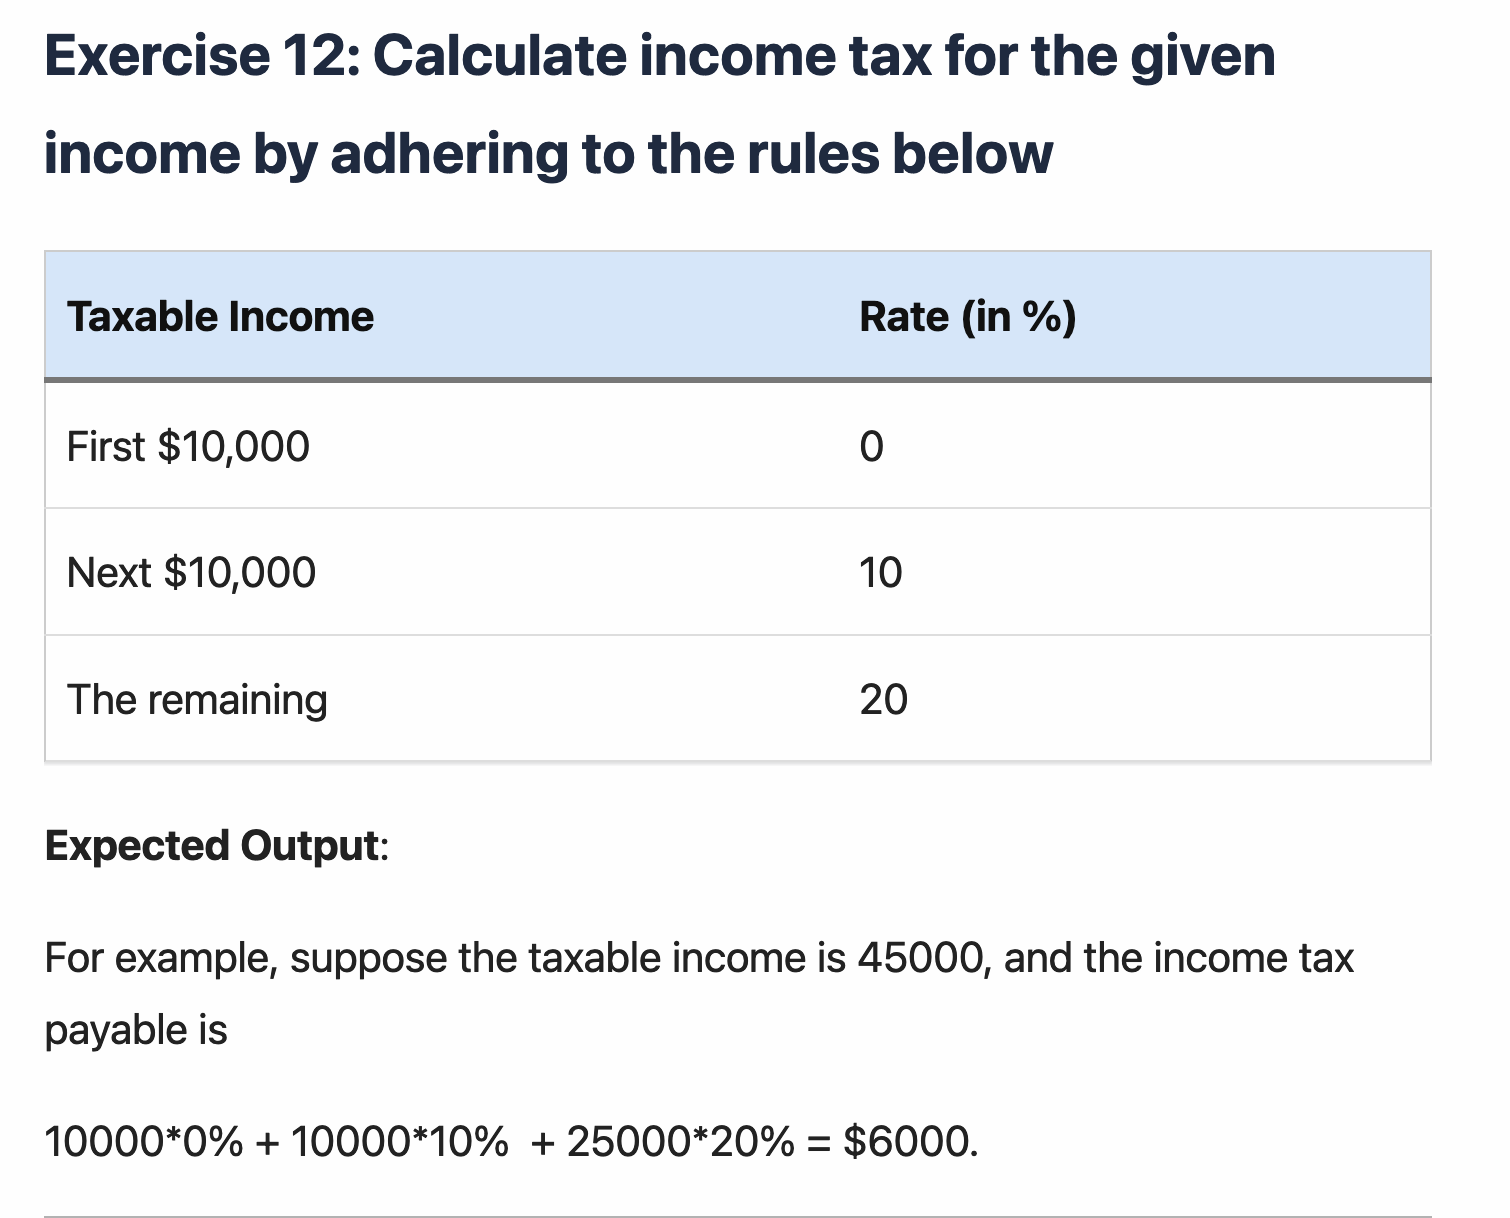 Exercise 12: Calculate income tax for the given
income by adhering to the rules below
Taxable Income Rate (in %)
First $10,000 0
Next $10,000 10
The remaining 20
Expected Output:
For example, suppose the taxable income is 45000, and the income tax
payable is
10000*0% + 10000*10%  + 25000*20% = $6000.